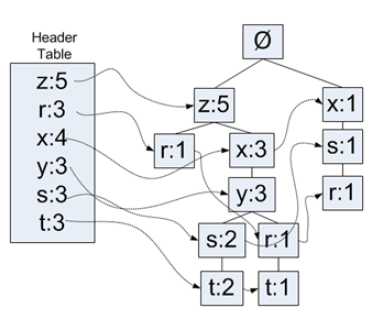 Header
Table
z:5
r:3
x:4
y:3
s:3
t:3
Ø
z:5
x:1
r:1
x:3
s:1
y:3
r:1
s:2
r:1
t:2
t:1